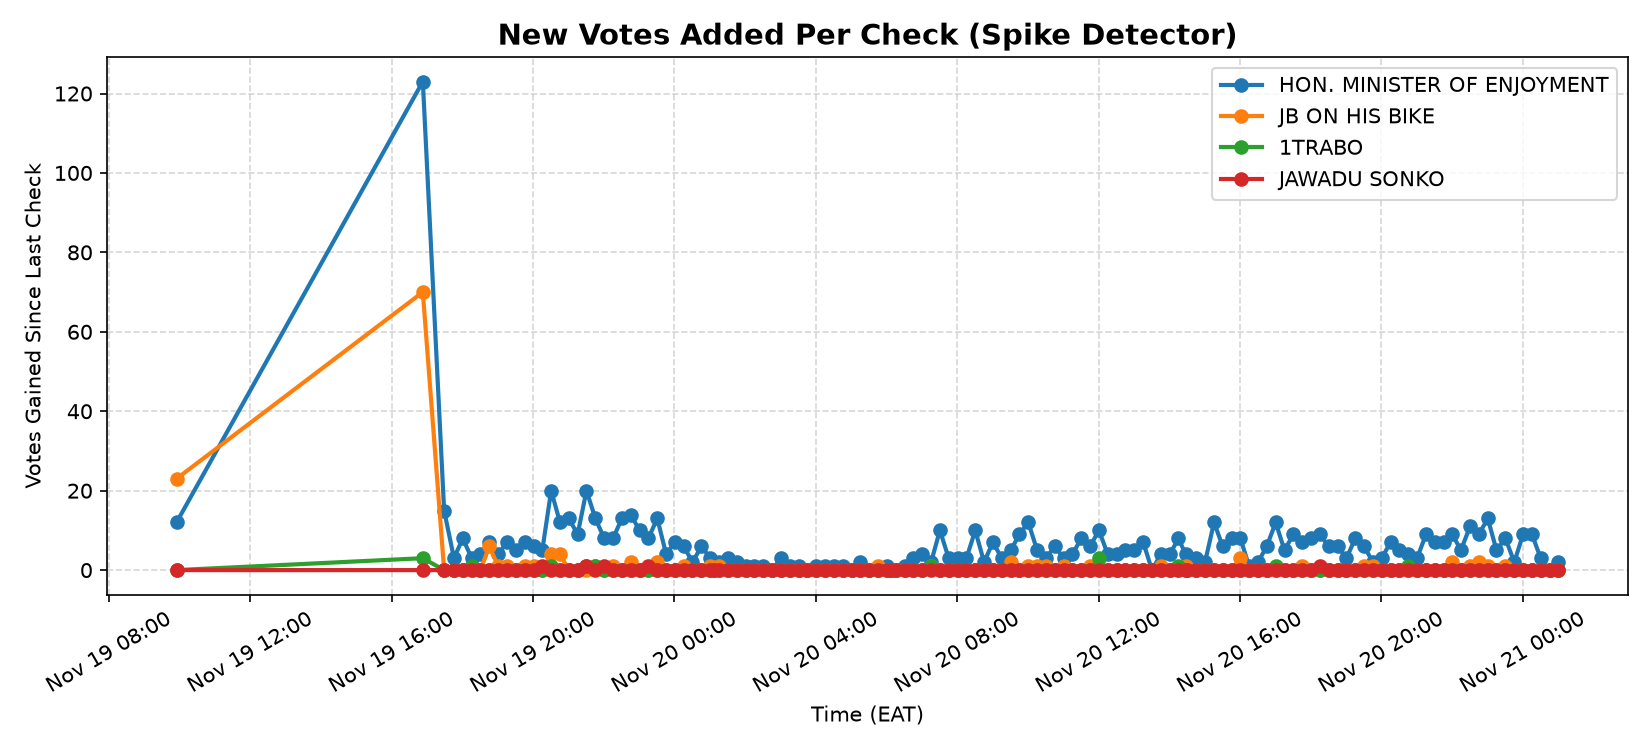 New Votes Added Per Check (Spike Detector)
HON. MINISTER OF ENJOYMENT
JB ON HIS BIKE
1TRABO
JAWADU SONKO
Votes Gained Since Last Check
120
100
80
60
40
20
0
Nov 19 08:00
Nov 19 12:00
Nov 19 16:00
Nov 19 20:00
Nov 20 00:00
Nov 20 04:00
Nov 20 08:00
Nov 20 12:00
Nov 20 16:00
Nov 20 20:00
Nov 21 00:00
Time (EAT)